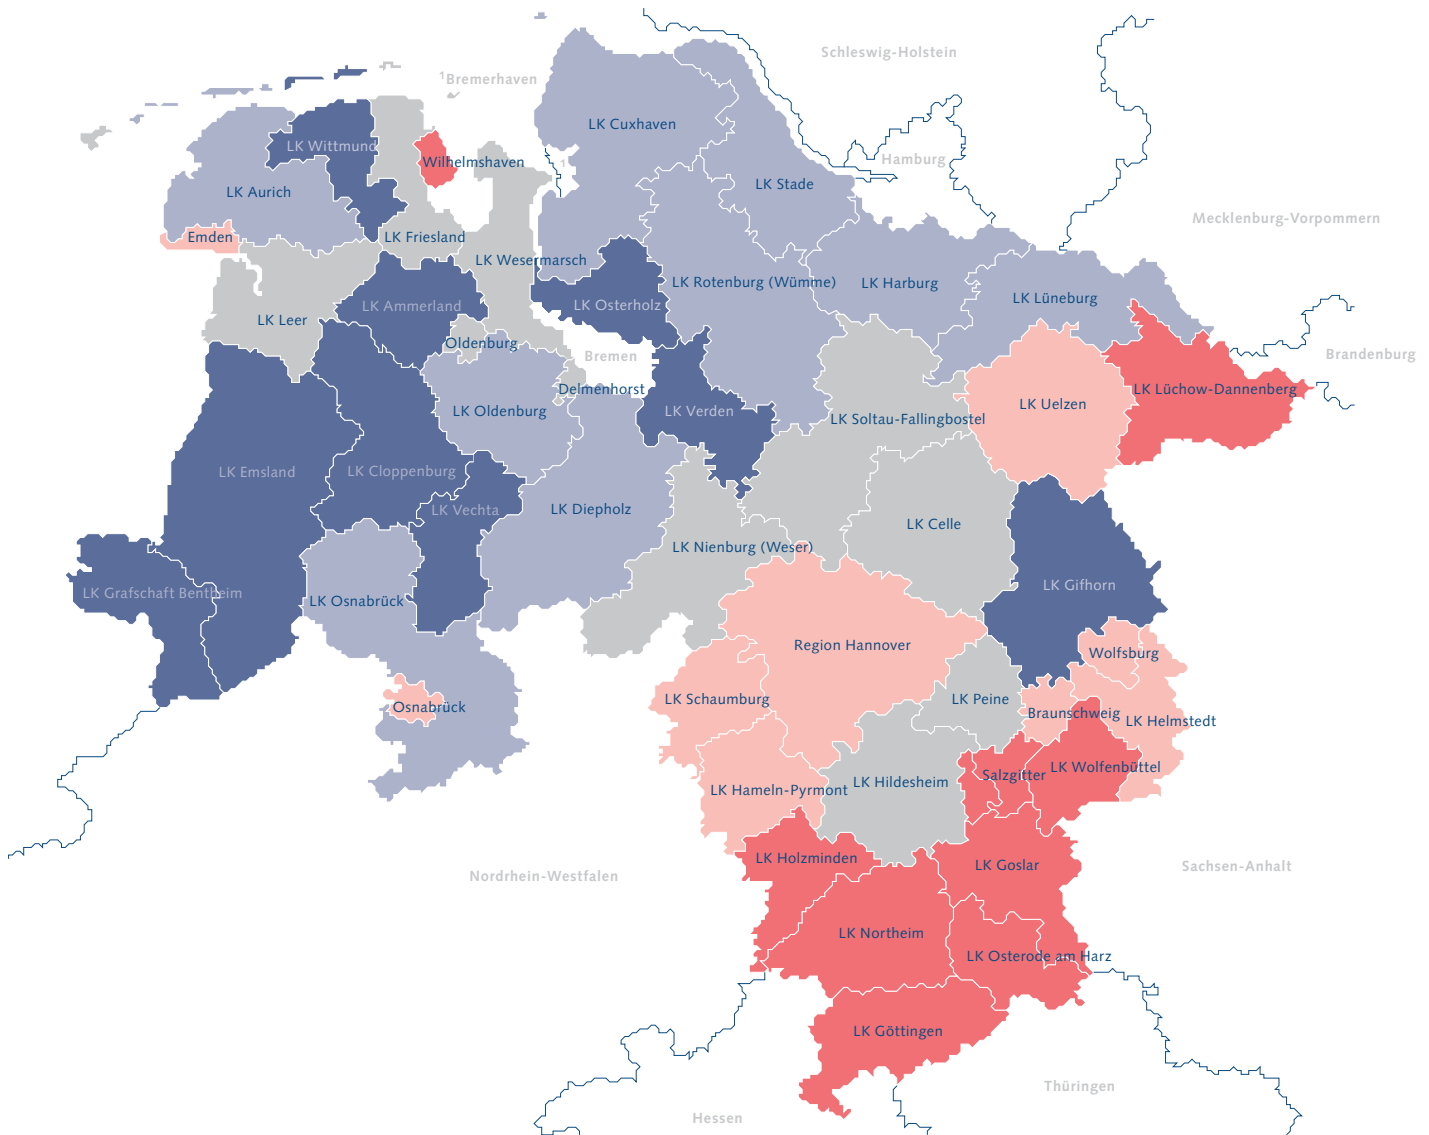 Schleswig-Holstein
¹Bremerhaven
LK Cuxhaven
LK Wittmund
Hamburg
Wilhelmshaven
1
LK Stade
LK Aurich
Mecklenburg-Vorpommern
Emden
LK Friesland
LK Wesermarsch
LK Rotenburg (Wümme)
LK Harburg
LK Lüneburg
LK Ammerland
LK Osterholz
LK Leer
Oldenburg
Bremen
Brandenburg
Delmenhorst
LK Lüchow-Dannenberg
LK Uelzen
LK Oldenburg
LK Verden
LK Soltau-Fallingbostel
LK Emsland
LK Cloppenburg
LK Vechta
LK Diepholz
LK Celle
LK Nienburg (Weser)
LK Gifhorn
LK Grafschaft Bentheim
LK Osnabrück
Region Hannover
Wolfsburg
LK Schaumburg
LK Peine
Osnabrück
Braunschweig
LK Helmstedt
LK Wolfenbüttel
Salzgitter
LK Hildesheim
LK Hameln-Pyrmont
LK Holzminden
LK Goslar
Sachsen-Anhalt
Nordrhein-Westfalen
LK Northeim
LK Osterode am Harz
LK Göttingen
Thüringen
Hessen